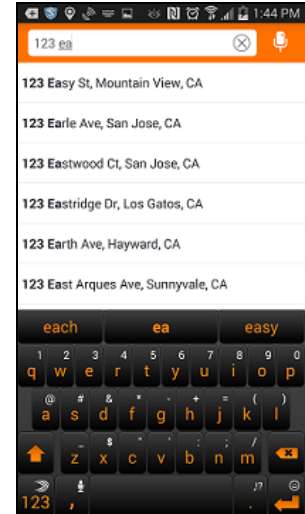 1:44 PM
123 ea
123 Easy St, Mountain View, CA
123 Earle Ave, San Jose, CA
123 Eastwood Ct, San Jose, CA
123 Eastridge Dr, Los Gatos, CA
123 Earth Ave, Hayward, CA
123 East Arques Ave, Sunnyvale, CA
each ea easy
1 2 3 4 5 6 7 8 9 0
q w e r t y u i o p
@ # & * - + = ( )
a s d f g h j k l
_ $ " ' : ; /
z x c v b n m
123 , . !?